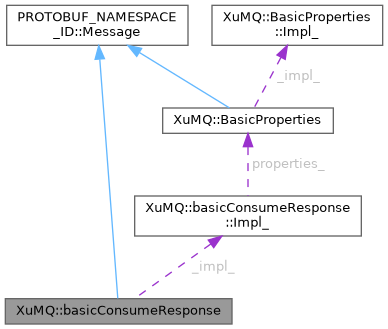 PROTOBUF_NAMESPACE
_ID::Message
XuMQ::BasicProperties
::Impl_
_impl_
XuMQ::BasicProperties
properties_
XuMQ::basicConsumeResponse
::Impl_
_impl_
XuMQ::basicConsumeResponse